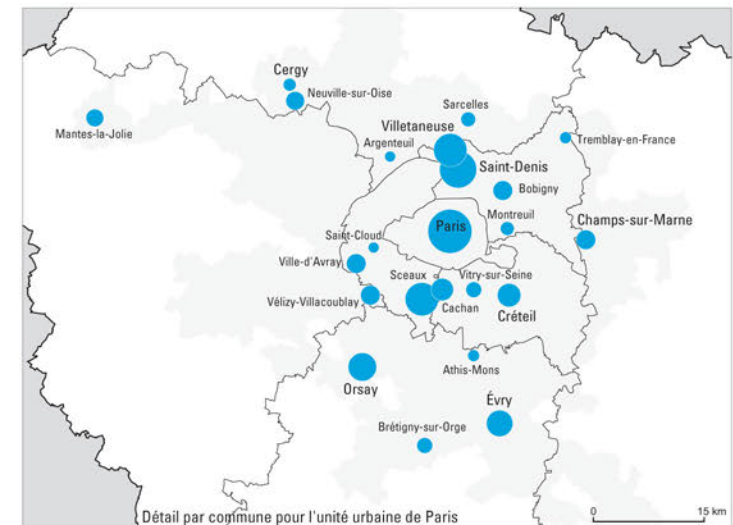 Cergy
Neuville-sur-Oise
Mantes-la-Jolie
Sarcelles
Villetaneuse
Argenteuil
Tremblay-en-France
Saint-Denis
Bobigny
Montreuil
Champs-sur-Marne
Paris
Saint-Cloud
Ville-d'Avray
Sceaux
Vitry-sur-Seine
Vélizy-Villacoublay
Cachan
Créteil
Athis-Mons
Orsay
Évry
Brétigny-sur-Orge
Détail par commune pour l'unité urbaine de Paris
0 15 km